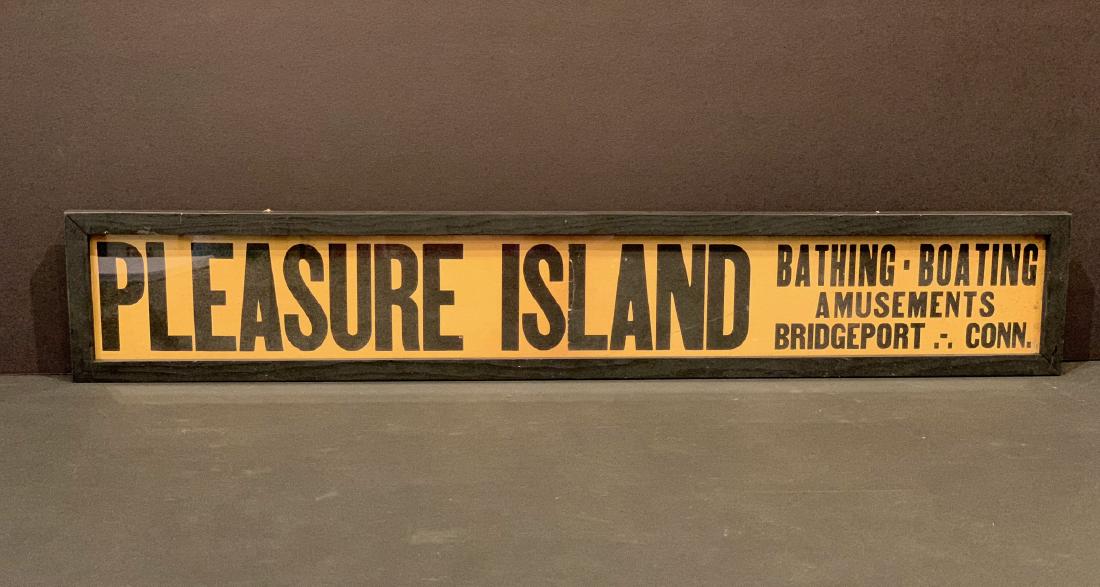 PLEASURE ISLAND
BATHING · BOATING
AMUSEMENTS
BRIDGEPORT .-. CONN.